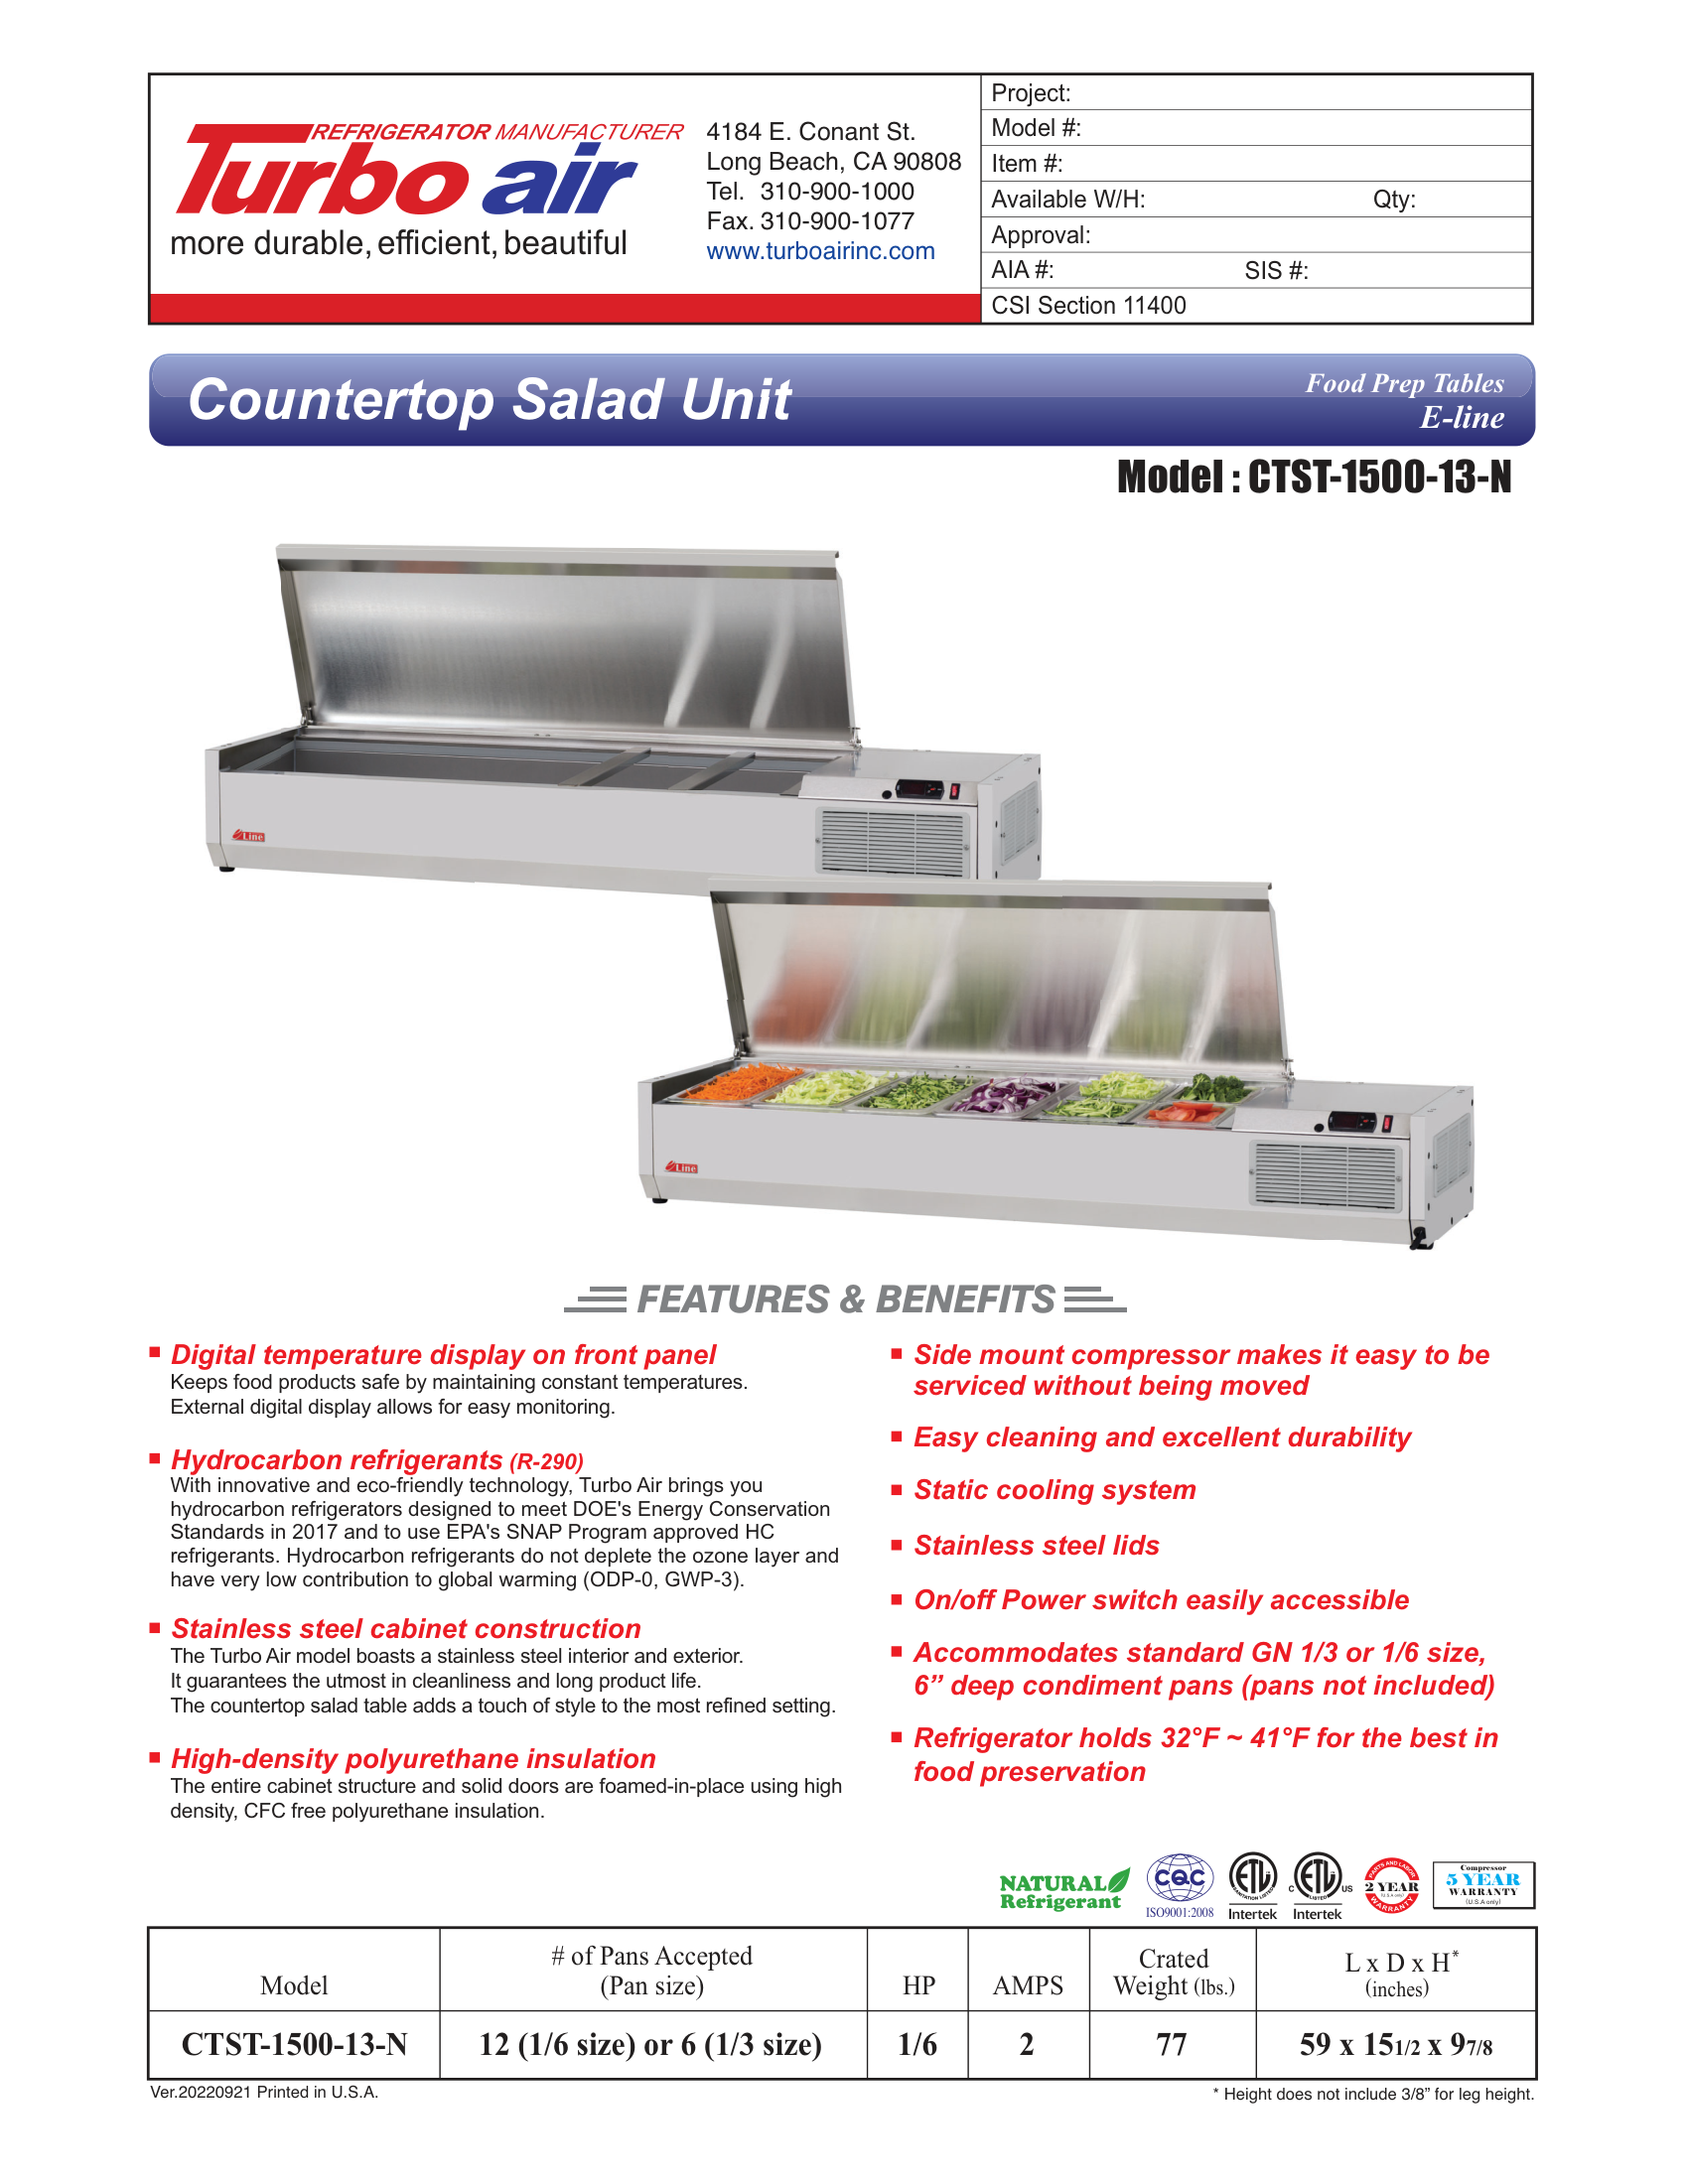 REFRIGERATOR MANUFACTURER
Turbo air
more durable, efficient, beautiful
4184 E. Conant St.
Long Beach, CA 90808
Tel. 310-900-1000
Fax. 310-900-1077
www.turboairinc.com
Project:
Model #:
Item #:
Available W/H: Qty:
Approval:
AIA #: SIS #:
CSI Section 11400
Countertop Salad Unit
Food Prep Tables
E-line
Model : CTST-1500-13-N
Line
Line
FEATURES & BENEFITS
Digital temperature display on front panel
Keeps food products safe by maintaining constant temperatures.
External digital display allows for easy monitoring.
Hydrocarbon refrigerants (R-290)
With innovative and eco-friendly technology, Turbo Air brings you
hydrocarbon refrigerators designed to meet DOE's Energy Conservation
Standards in 2017 and to use EPA's SNAP Program approved HC
refrigerants. Hydrocarbon refrigerants do not deplete the ozone layer and
have very low contribution to global warming (ODP-0, GWP-3).
Stainless steel cabinet construction
The Turbo Air model boasts a stainless steel interior and exterior.
It guarantees the utmost in cleanliness and long product life.
The countertop salad table adds a touch of style to the most refined setting.
High-density polyurethane insulation
The entire cabinet structure and solid doors are foamed-in-place using high
density, CFC free polyurethane insulation.
Side mount compressor makes it easy to be
serviced without being moved
Easy cleaning and excellent durability
Static cooling system
Stainless steel lids
On/off Power switch easily accessible
Accommodates standard GN 1/3 or 1/6 size,
6” deep condiment pans (pans not included)
Refrigerator holds 32°F ~ 41°F for the best in
food preservation
NATURAL
Refrigerant
CQC
ISO9001:2008
ETL
SANITATION LISTED
Intertek
C ETL US
LISTED
Intertek
PARTS AND LABOR
2 YEAR
(U.S.A only)
WARRANTY
Compressor
5 YEAR
WARRANTY
(U.S.A only)
Model
# of Pans Accepted
(Pan size)
HP
AMPS
Crated
Weight (lbs.)
L x D x H*
(inches)
CTST-1500-13-N
12 (1/6 size) or 6 (1/3 size)
1/6
2
77
59 x 15 1/2 x 9 7/8
Ver.20220921 Printed in U.S.A.
* Height does not include 3/8” for leg height.